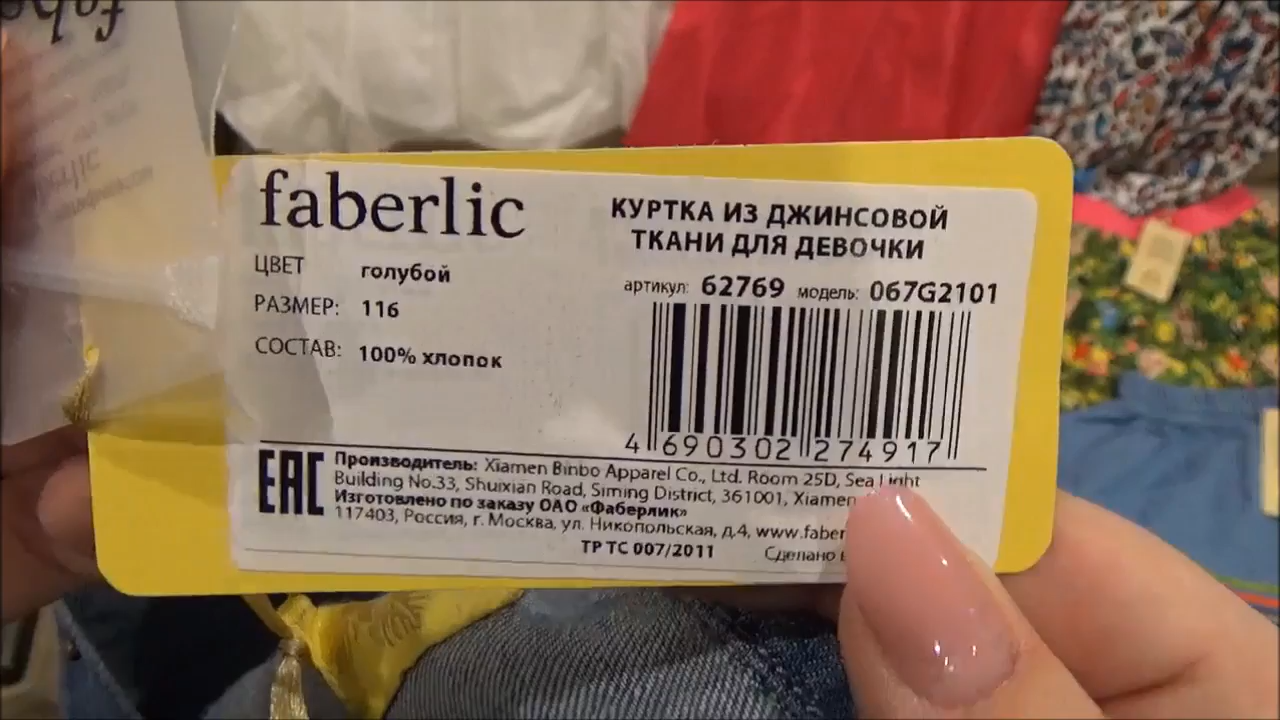 faberlic
КУРТКА ИЗ ДЖИНСОВОЙ
ТКАНИ ДЛЯ ДЕВОЧКИ
ЦВЕТ голубой
РАЗМЕР: 116
СОСТАВ: 100% хлопок
артикул: 62769 модель: 067G2101
4 690302 274917
EAC
Производитель: Xiamen Binbo Apparel Co., Ltd. Room 25D, Sea Light
Building No.33, Shuixian Road, Siming District, 361001, Xiamen
Изготовлено по заказу ОАО «Фаберлик»
117403, Россия, г. Москва, ул. Никопольская, д.4, www.faber
ТР ТС 007/2011 Сделано